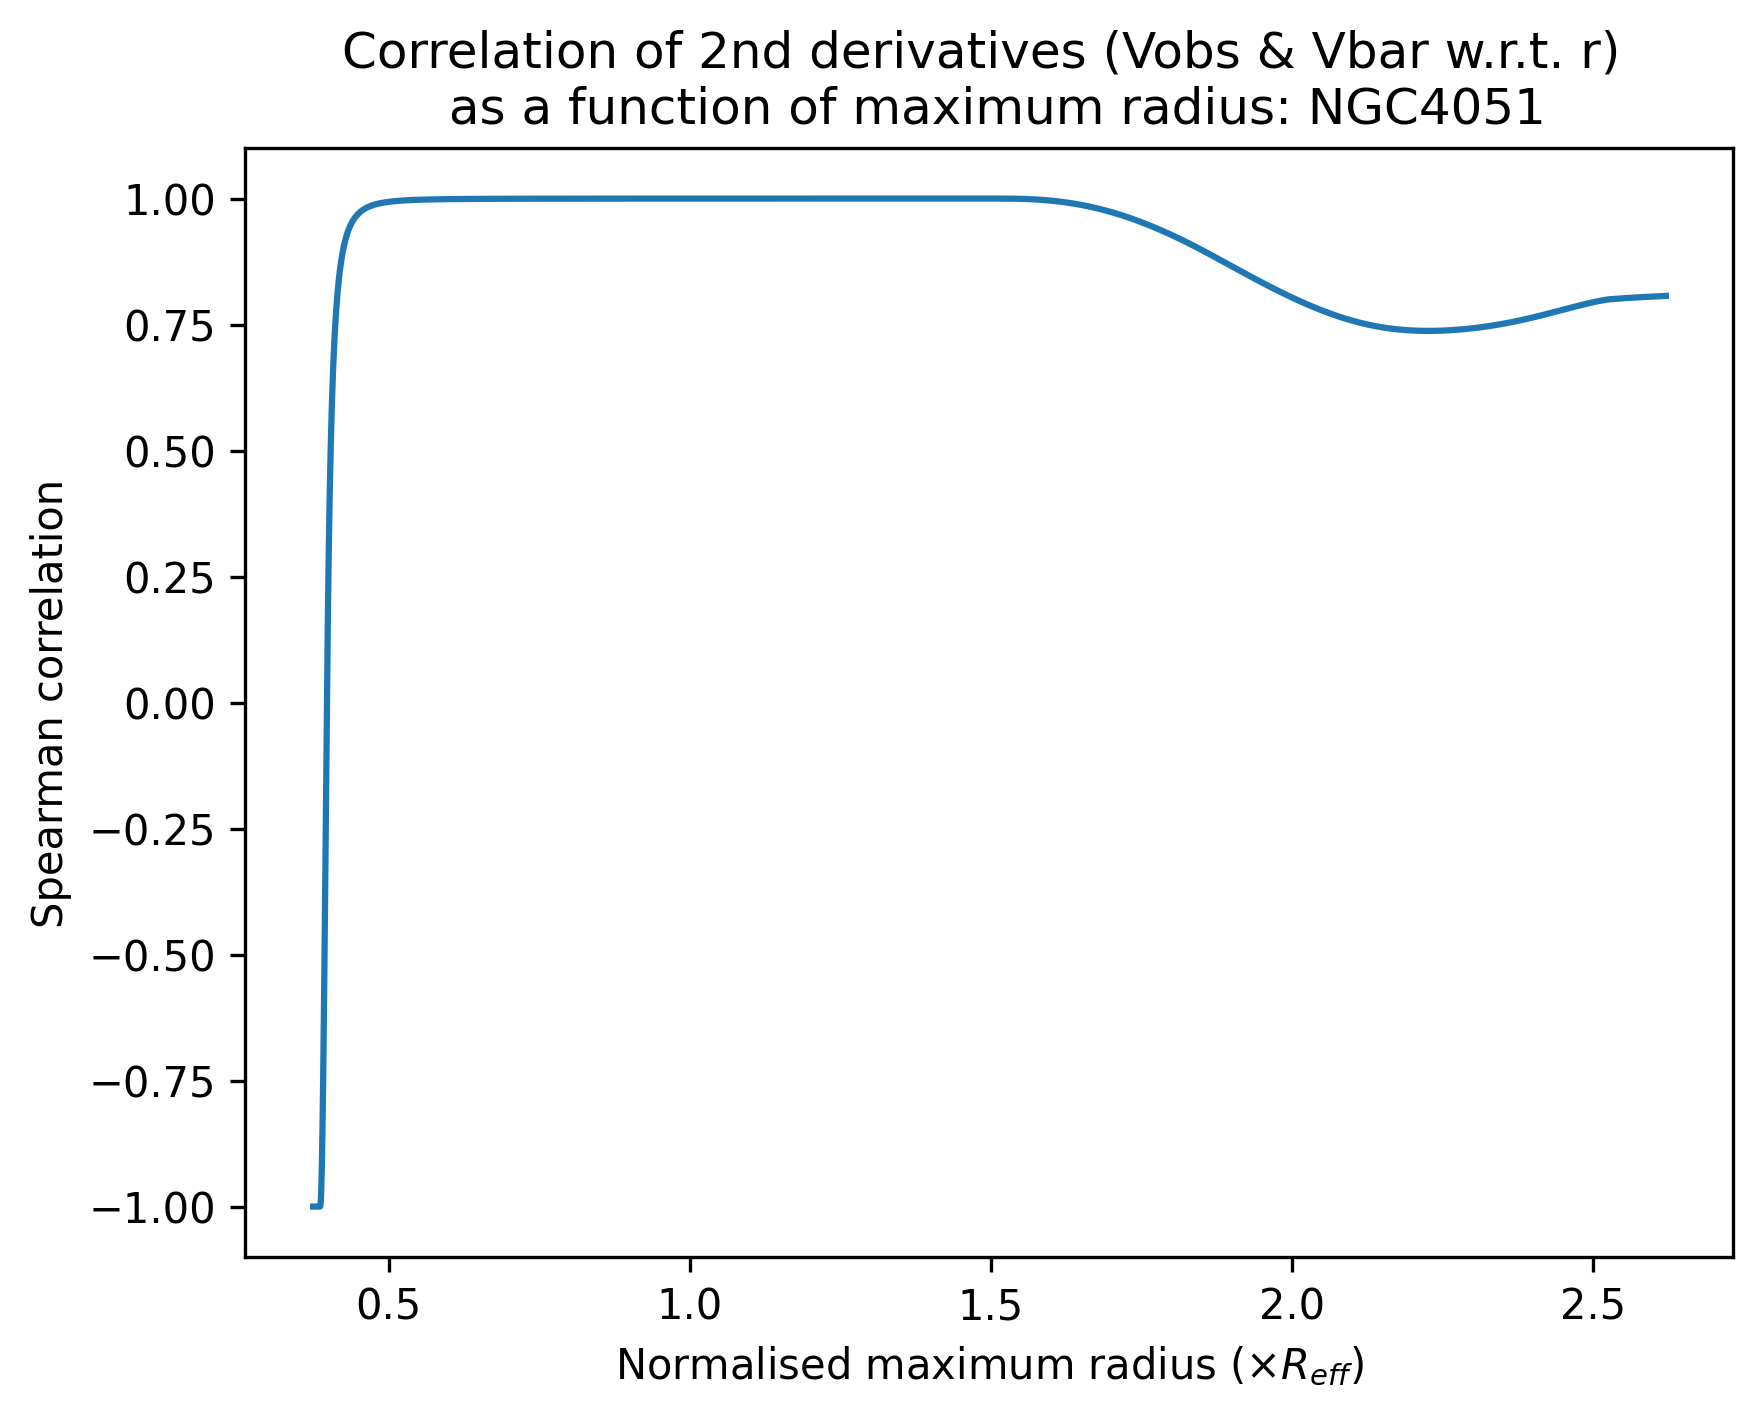 Correlation of 2nd derivatives (Vobs & Vbar w.r.t. r)
as a function of maximum radius: NGC4051
Spearman correlation
1.00
0.75
0.50
0.25
0.00
−0.25
−0.50
−0.75
−1.00
0.5 1.0 1.5 2.0 2.5
Normalised maximum radius (×R_eff)